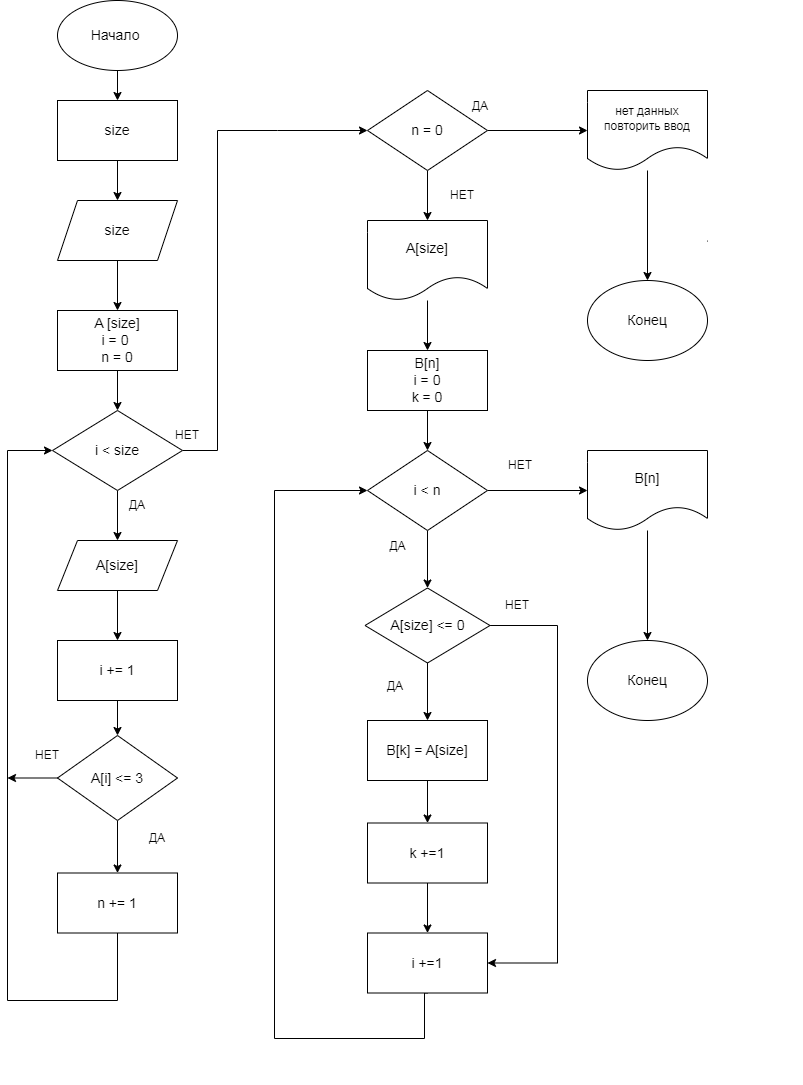 Начало
size
size
A [size]
i = 0
n = 0
i < size
НЕТ
ДА
A[size]
i += 1
A[i] <= 3
НЕТ
ДА
n += 1
n = 0
ДА
НЕТ
нет данных
повторить ввод
Конец
A[size]
B[n]
i = 0
k = 0
i < n
НЕТ
ДА
B[n]
Конец
A[size] <= 0
НЕТ
ДА
B[k] = A[size]
k +=1
i +=1